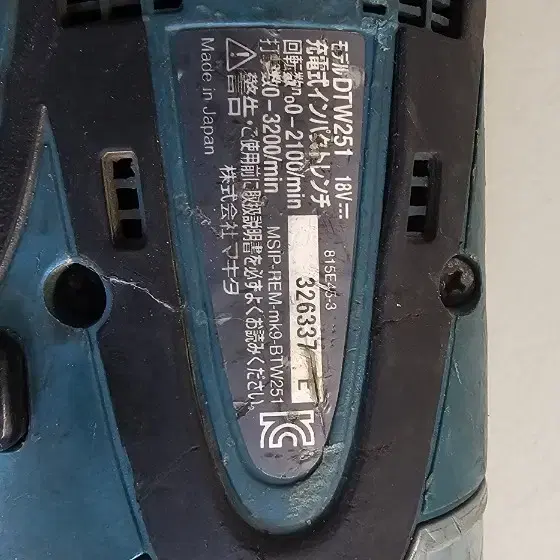 モデル DTW251 18V⎓
充電式インパクトレンチ
回転数 0-2100/min
打撃数 0-3200/min
警告・ご使用前に取扱説明書を必ずよくお読みください。
Made in Japan
株式会社 マキタ
MSIP-REM-mk9-BTW251
815E45-3
326337 E